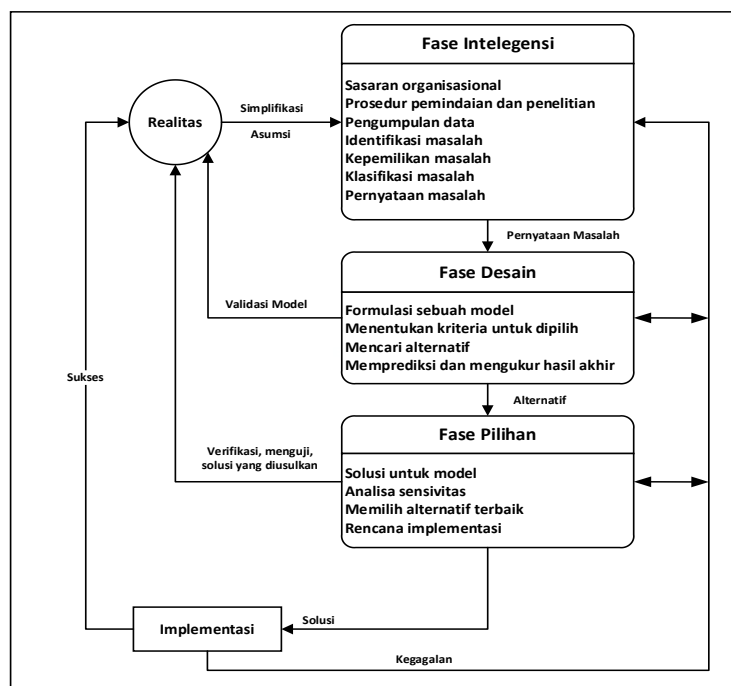 Fase Intelegensi
Sasaran organisasional
Prosedur pemindaian dan penelitian
Pengumpulan data
Identifikasi masalah
Kepemilikan masalah
Klasifikasi masalah
Pernyataan masalah
Realitas
Simplifikasi
Asumsi
Pernyataan Masalah
Fase Desain
Formulasi sebuah model
Menentukan kriteria untuk dipilih
Mencari alternatif
Memprediksi dan mengukur hasil akhir
Validasi Model
Sukses
Alternatif
Fase Pilihan
Solusi untuk model
Analisa sensivitas
Memilih alternatif terbaik
Rencana implementasi
Verifikasi, menguji,
solusi yang diusulkan
Implementasi
Solusi
Kegagalan